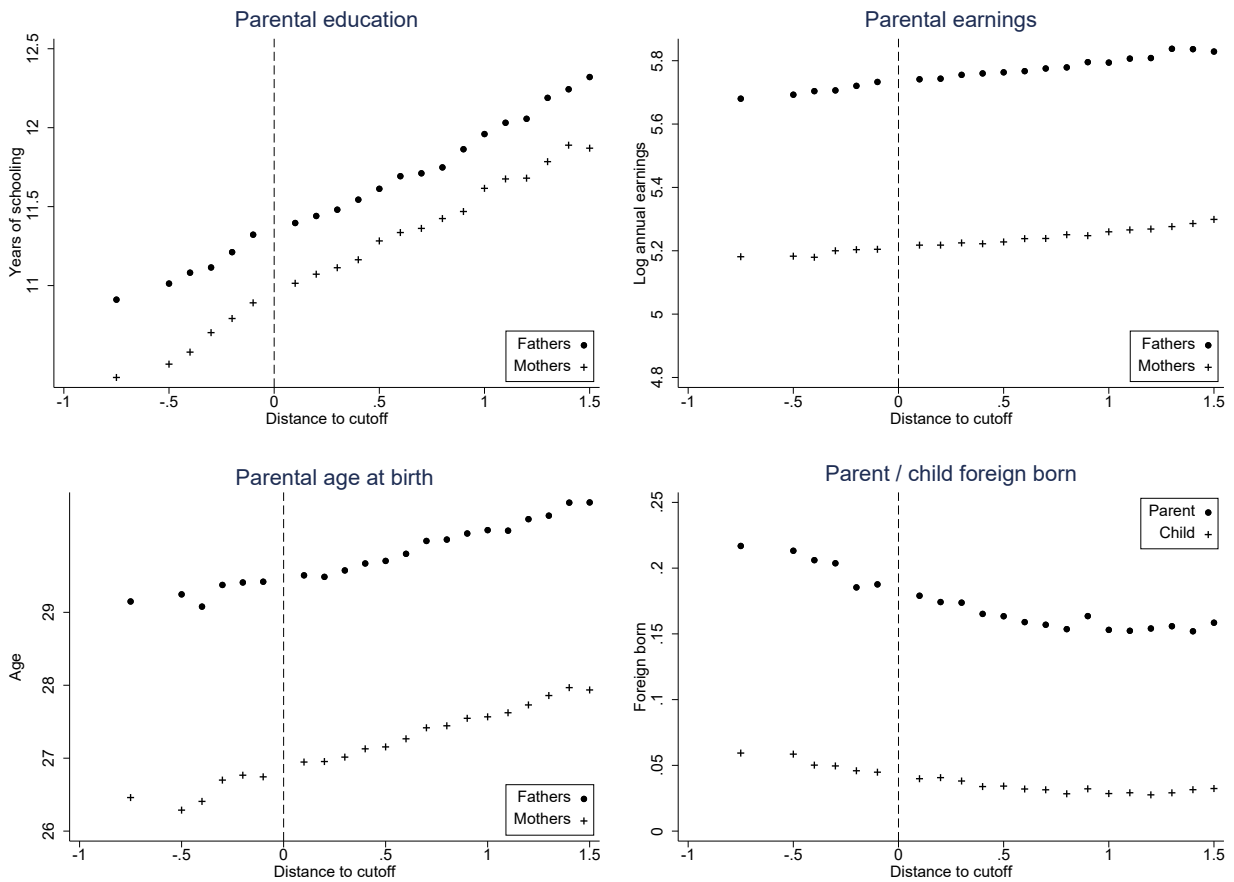 Parental education
Years of schooling
12.5
12
11.5
11
Fathers
Mothers
-1 -.5 0 .5 1 1.5
Distance to cutoff
Parental earnings
Log annual earnings
5.8
5.6
5.4
5.2
5
4.8
Fathers
Mothers
-1 -.5 0 .5 1 1.5
Distance to cutoff
Parental age at birth
Age
29
28
27
26
Fathers
Mothers
-1 -.5 0 .5 1 1.5
Distance to cutoff
Parent / child foreign born
Foreign born
.25
.2
.15
.1
.05
0
Parent
Child
-1 -.5 0 .5 1 1.5
Distance to cutoff